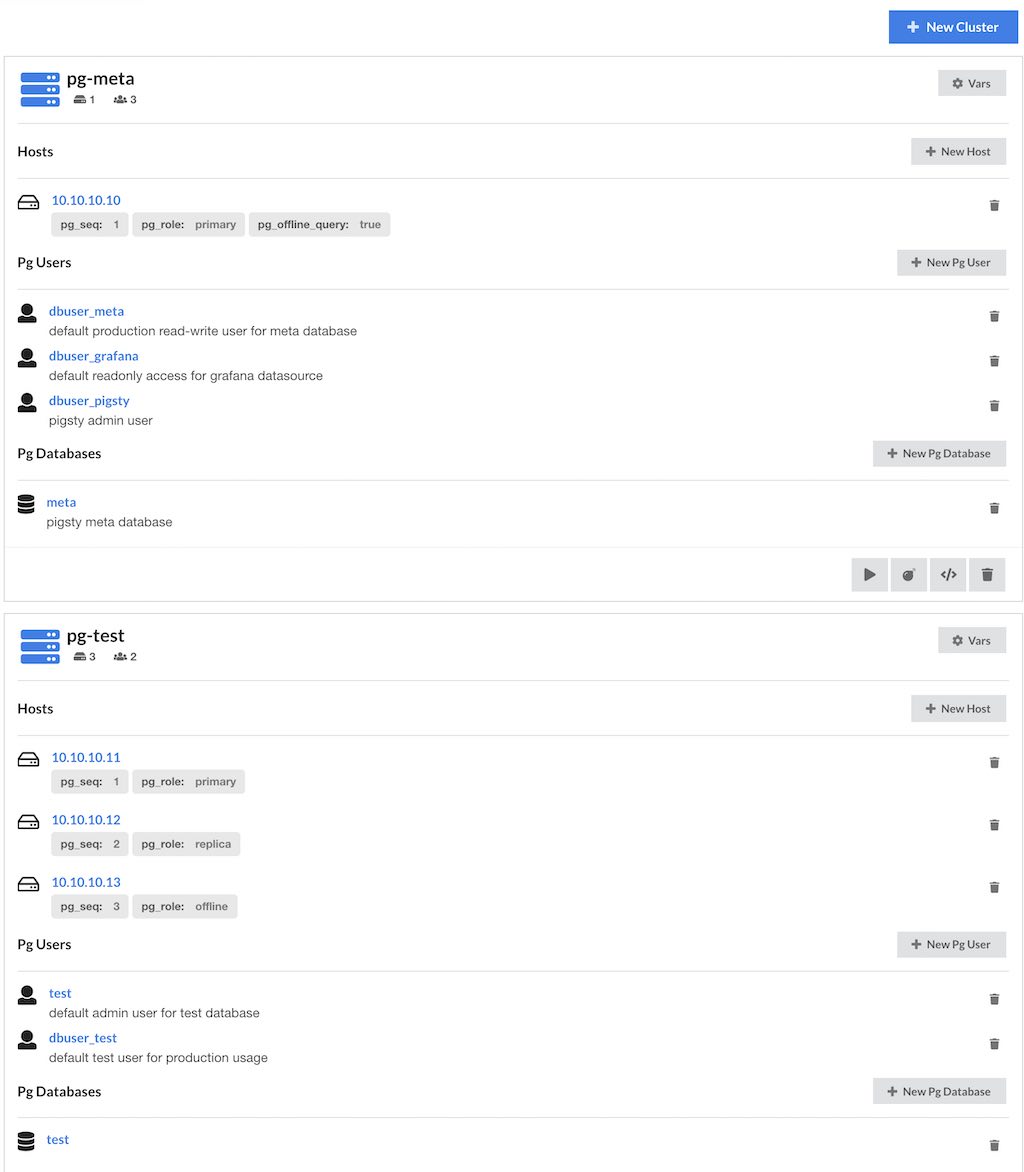 New Cluster
pg-meta
1 3
Vars
Hosts
New Host
10.10.10.10
pg_seq: 1 pg_role: primary pg_offline_query: true
Pg Users
New Pg User
dbuser_meta
default production read-write user for meta database
dbuser_grafana
default readonly access for grafana datasource
dbuser_pigsty
pigsty admin user
Pg Databases
New Pg Database
meta
pigsty meta database
pg-test
3 2
Vars
Hosts
New Host
10.10.10.11
pg_seq: 1 pg_role: primary
10.10.10.12
pg_seq: 2 pg_role: replica
10.10.10.13
pg_seq: 3 pg_role: offline
Pg Users
New Pg User
test
default admin user for test database
dbuser_test
default test user for production usage
Pg Databases
New Pg Database
test